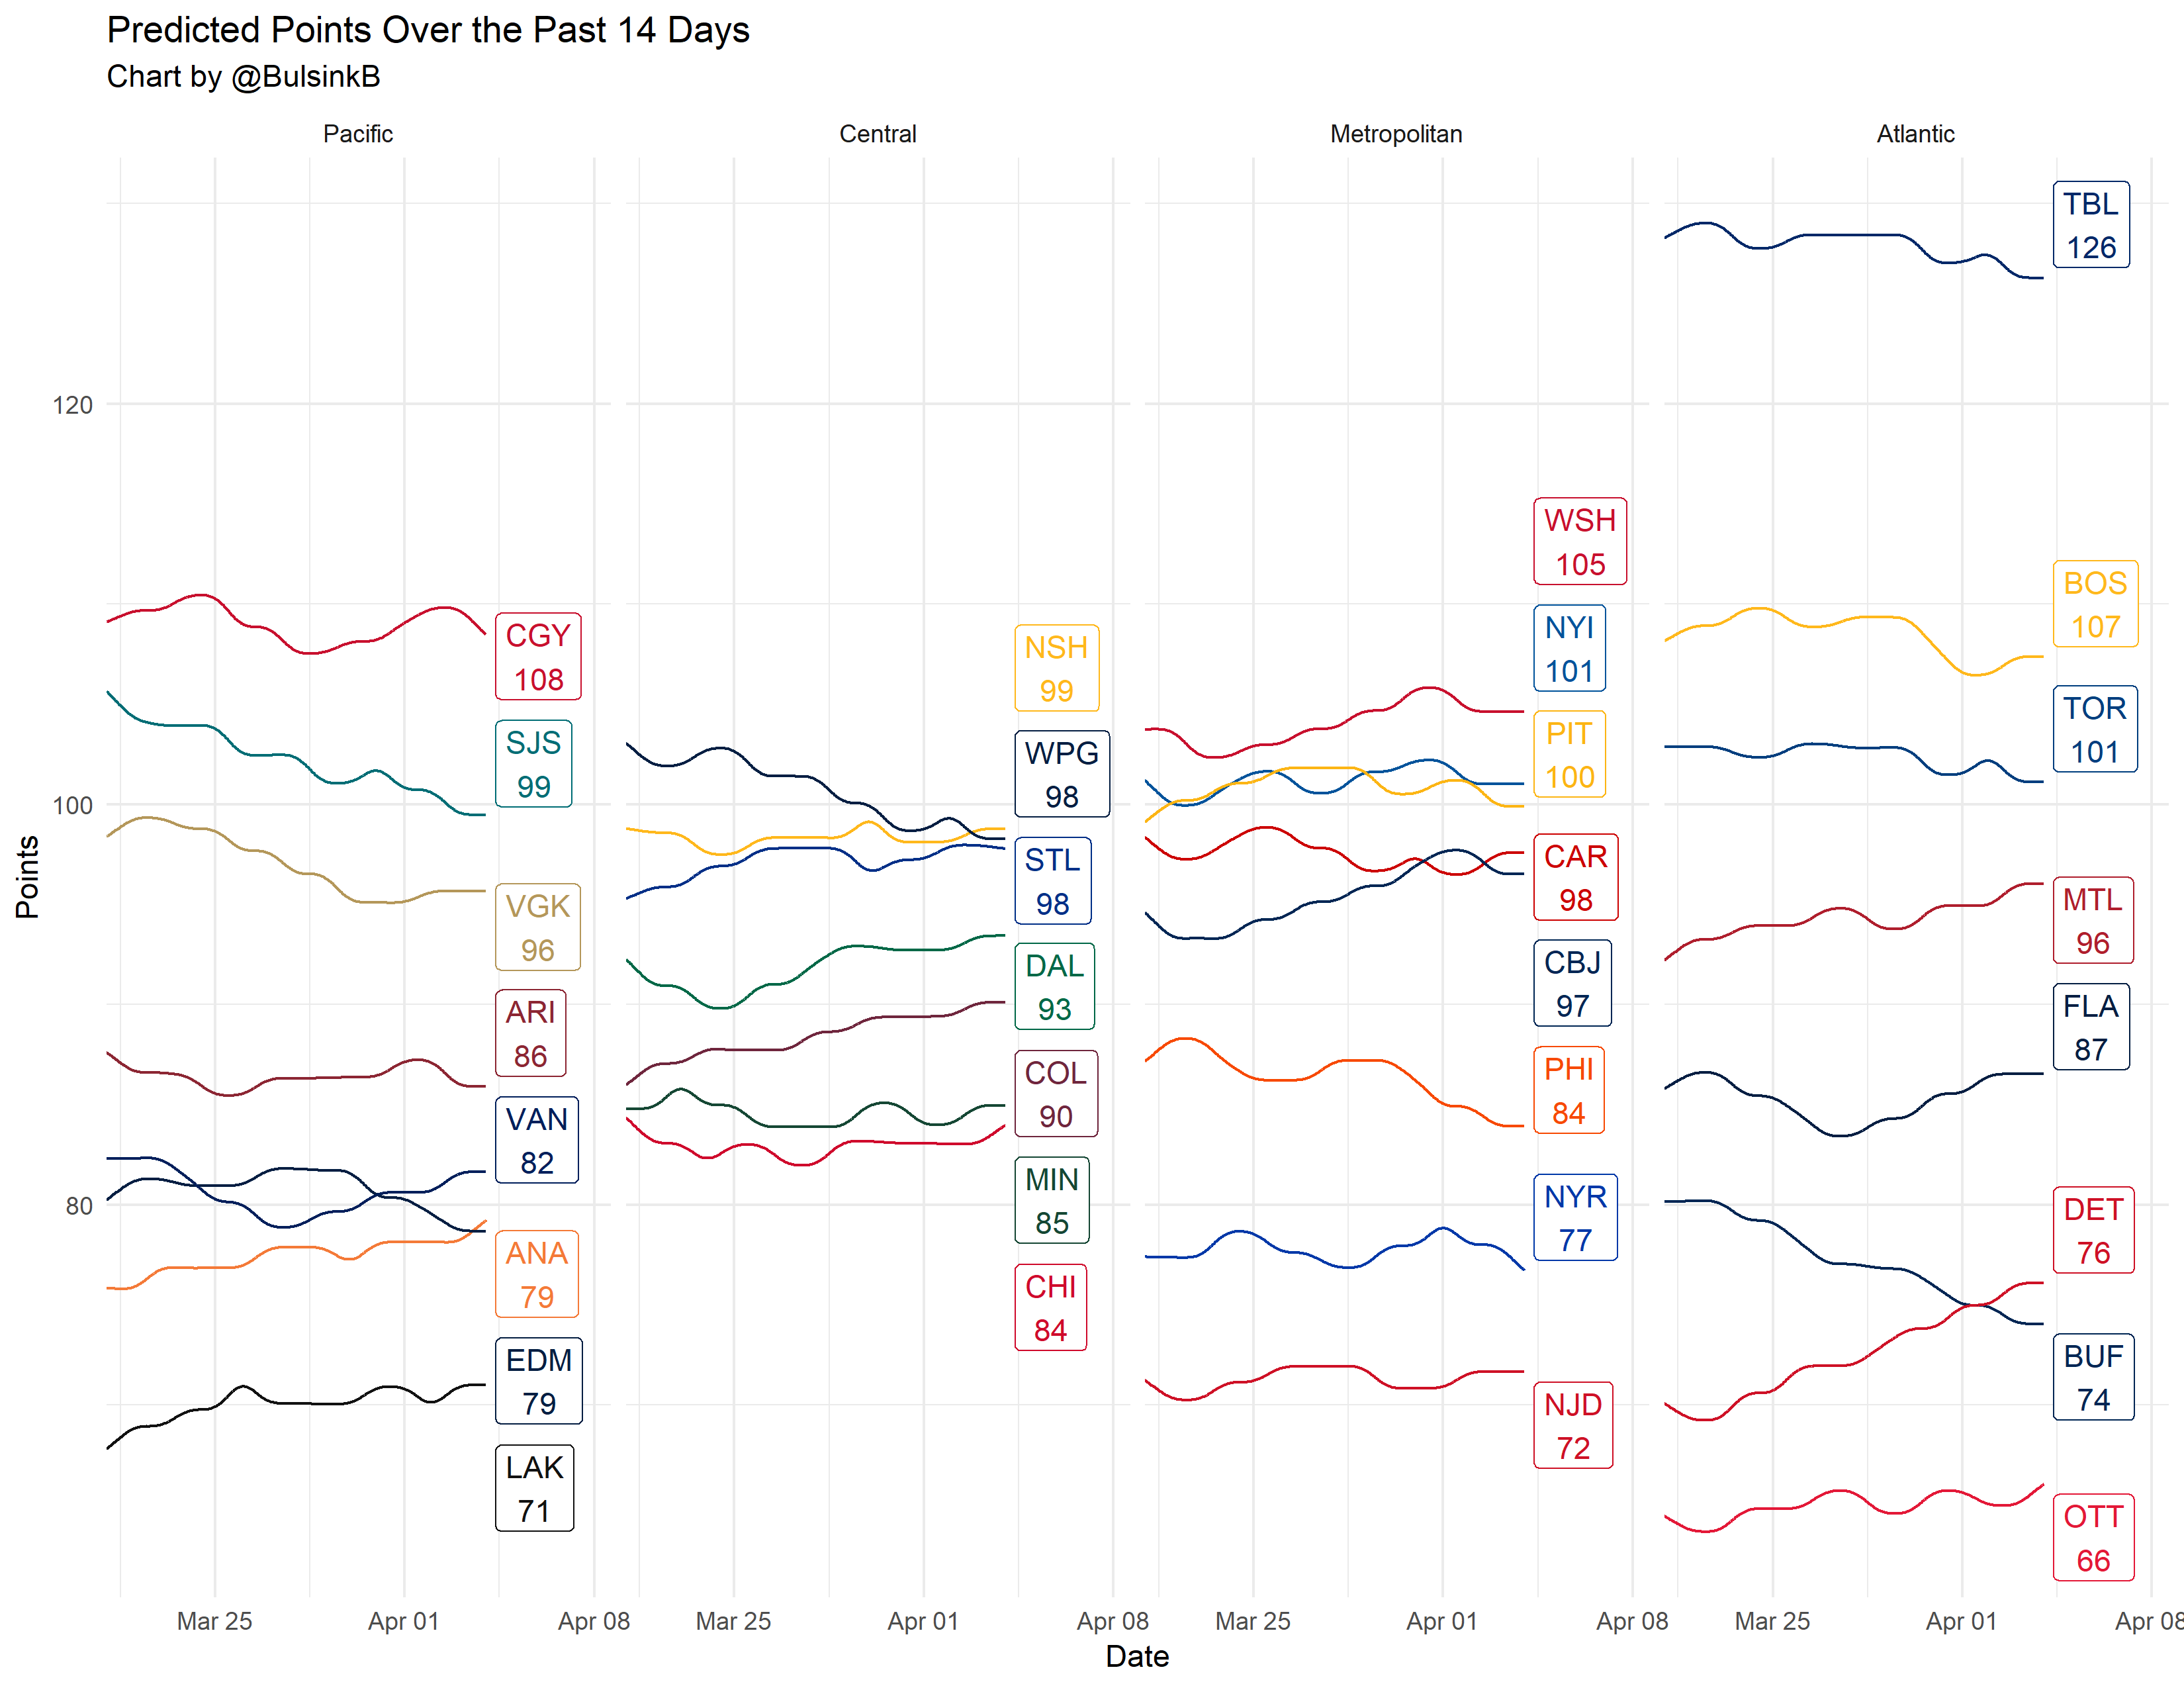 Predicted Points Over the Past 14 Days
Chart by @BulsinkB
Pacific
Central
Metropolitan
Atlantic
Points
120
100
80
CGY
108
SJS
99
VGK
96
ARI
86
VAN
82
ANA
79
EDM
79
LAK
71
NSH
99
WPG
98
STL
98
DAL
93
COL
90
MIN
85
CHI
84
WSH
105
NYI
101
PIT
100
CAR
98
CBJ
97
PHI
84
NYR
77
NJD
72
TBL
126
BOS
107
TOR
101
MTL
96
FLA
87
DET
76
BUF
74
OTT
66
Mar 25 Apr 01 Apr 08 Mar 25 Apr 01 Apr 08 Mar 25 Apr 01 Apr 08 Mar 25 Apr 01 Apr 08
Date